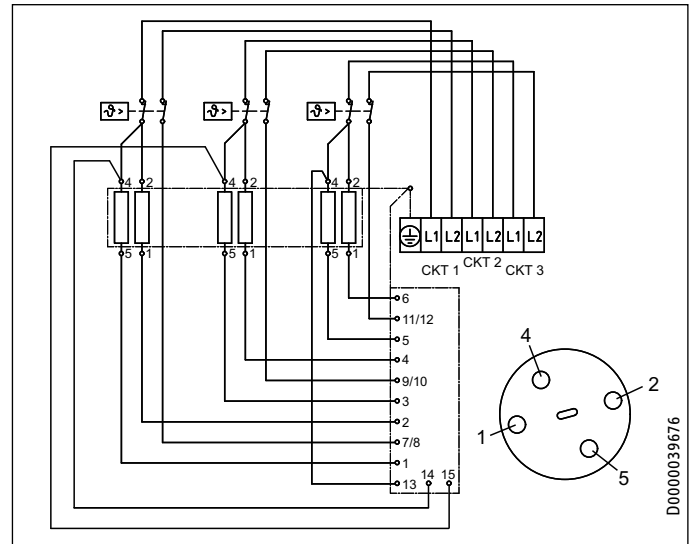 ϑ> ϑ> ϑ>
4 2 4 2 4 2
5 1 5 1 5 1
L1 L2 L1 L2 L1 L2
CKT 1 CKT 2 CKT 3
6
11/12
5
4
9/10
3
2
7/8
1
13 14 15
4
2
1
5
D0000039676